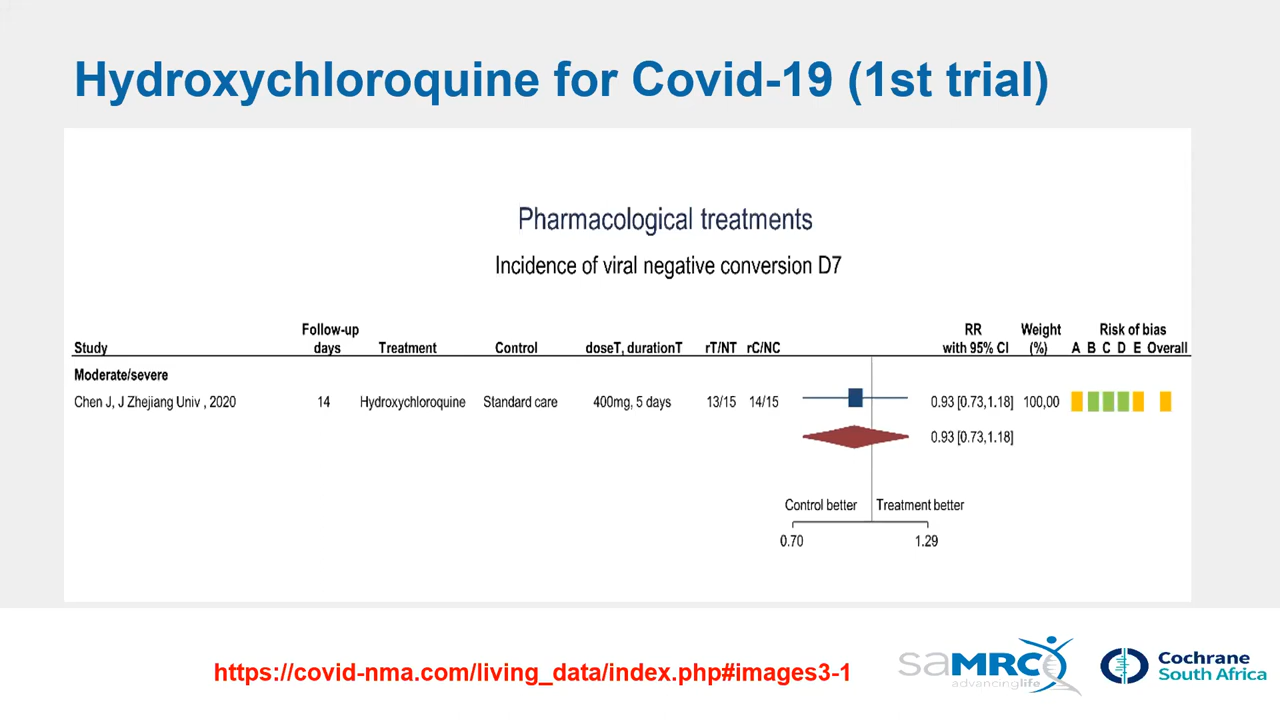 Hydroxychloroquine for Covid-19 (1st trial)
Pharmacological treatments
Incidence of viral negative conversion D7
Follow-up RR Weight Risk of bias
Study days Treatment Control doseT, durationT rT/NT rC/NC with 95% CI (%) A B C D E Overall
Moderate/severe
Chen J, J Zhejiang Univ , 2020 14 Hydroxychloroquine Standard care 400mg, 5 days 13/15 14/15 0.93 [0.73,1.18] 100,00
0.93 [0.73,1.18]
Control better Treatment better
0.70 1.29
https://covid-nma.com/living_data/index.php#images3-1
saMRC
advancinglife
Cochrane
South Africa